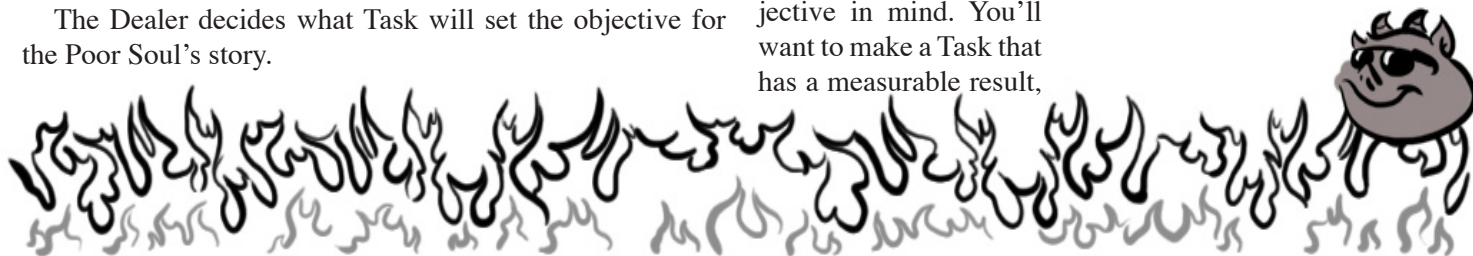 The Dealer decides what Task will set the objective for
the Poor Soul’s story.
jective in mind. You’ll
want to make a Task that
has a measurable result,